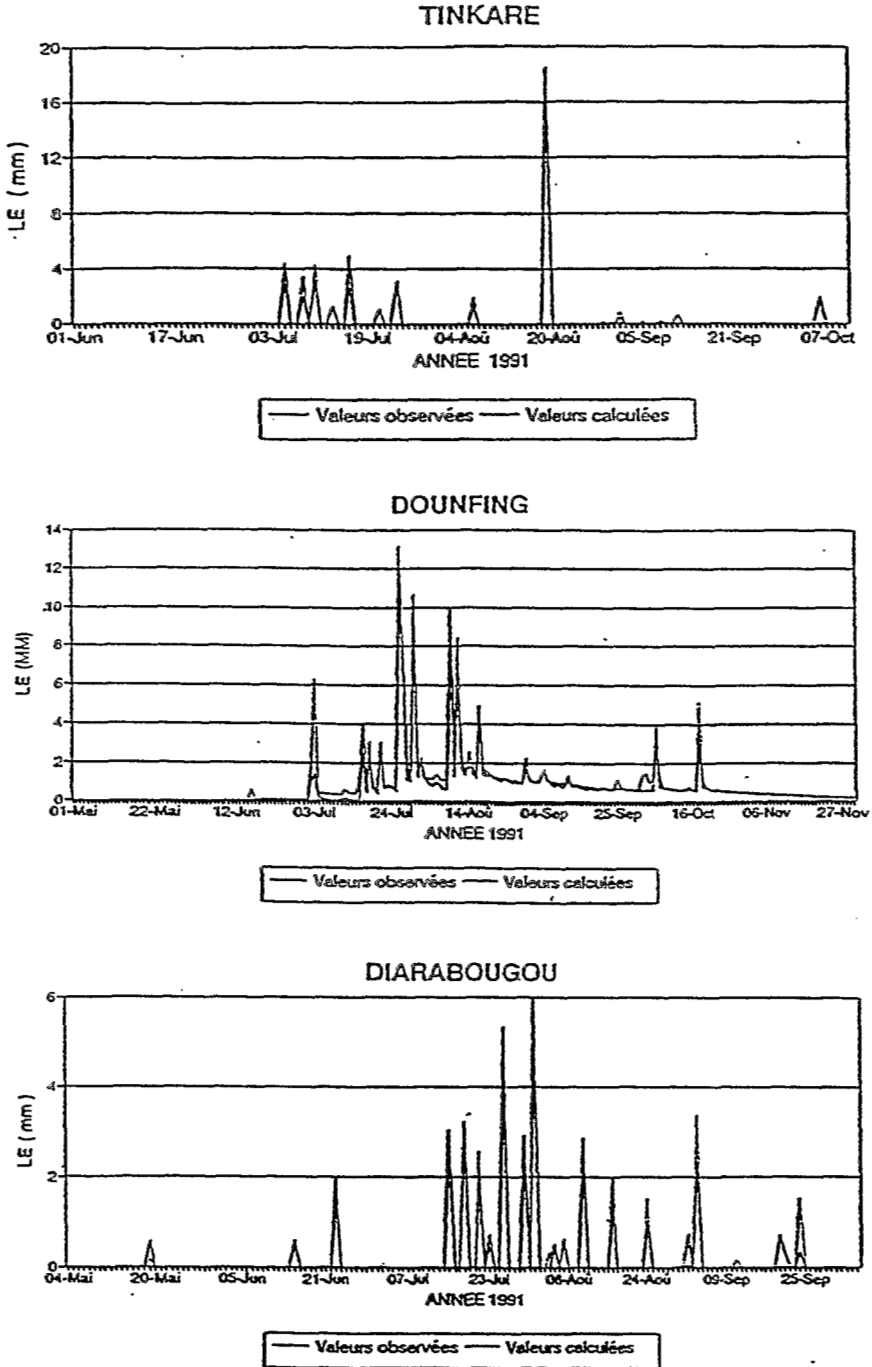 TINKARE
LE (mm)
20
16
12
8
4
0
01-Jun 17-Jun 03-Jul 19-Jul 04-Aoû 20-Aoû 05-Sep 21-Sep 07-Oct
ANNEE 1991
Valeurs observées Valeurs calculées
DOUNFING
LE (MM)
14
12
10
8
6
4
2
0
01-Mai 22-Mai 12-Jun 03-Jul 24-Jul 14-Aoû 04-Sep 25-Sep 16-Oct 06-Nov 27-Nov
ANNEE 1991
Valeurs observées Valeurs calculées
DIARABOUGOU
LE (mm)
6
4
2
0
04-Mai 20-Mai 05-Jun 21-Jun 07-Jul 23-Jul 06-Aoû 24-Aoû 09-Sep 25-Sep
ANNEE 1991
Valeurs observées Valeurs calculées